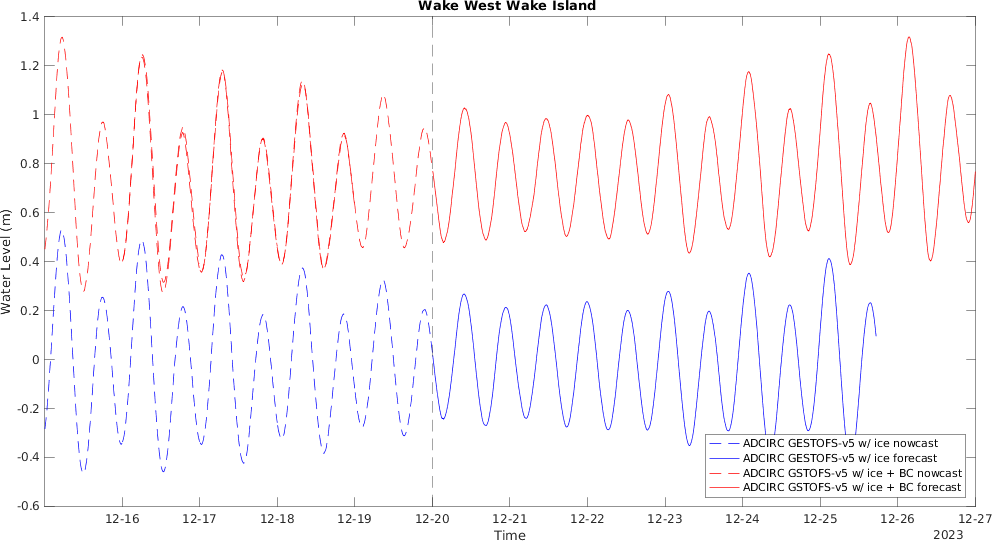 Wake West Wake Island
1.4
1.2
1
0.8
0.6
0.4
0.2
0
-0.2
-0.4
-0.6
Water Level (m)
ADCIRC GESTOFS-v5 w/ ice nowcast
ADCIRC GESTOFS-v5 w/ ice forecast
ADCIRC GSTOFS-v5 w/ ice + BC nowcast
ADCIRC GSTOFS-v5 w/ ice + BC forecast
12-16 12-17 12-18 12-19 12-20 12-21 12-22 12-23 12-24 12-25 12-26 12-27
Time
2023